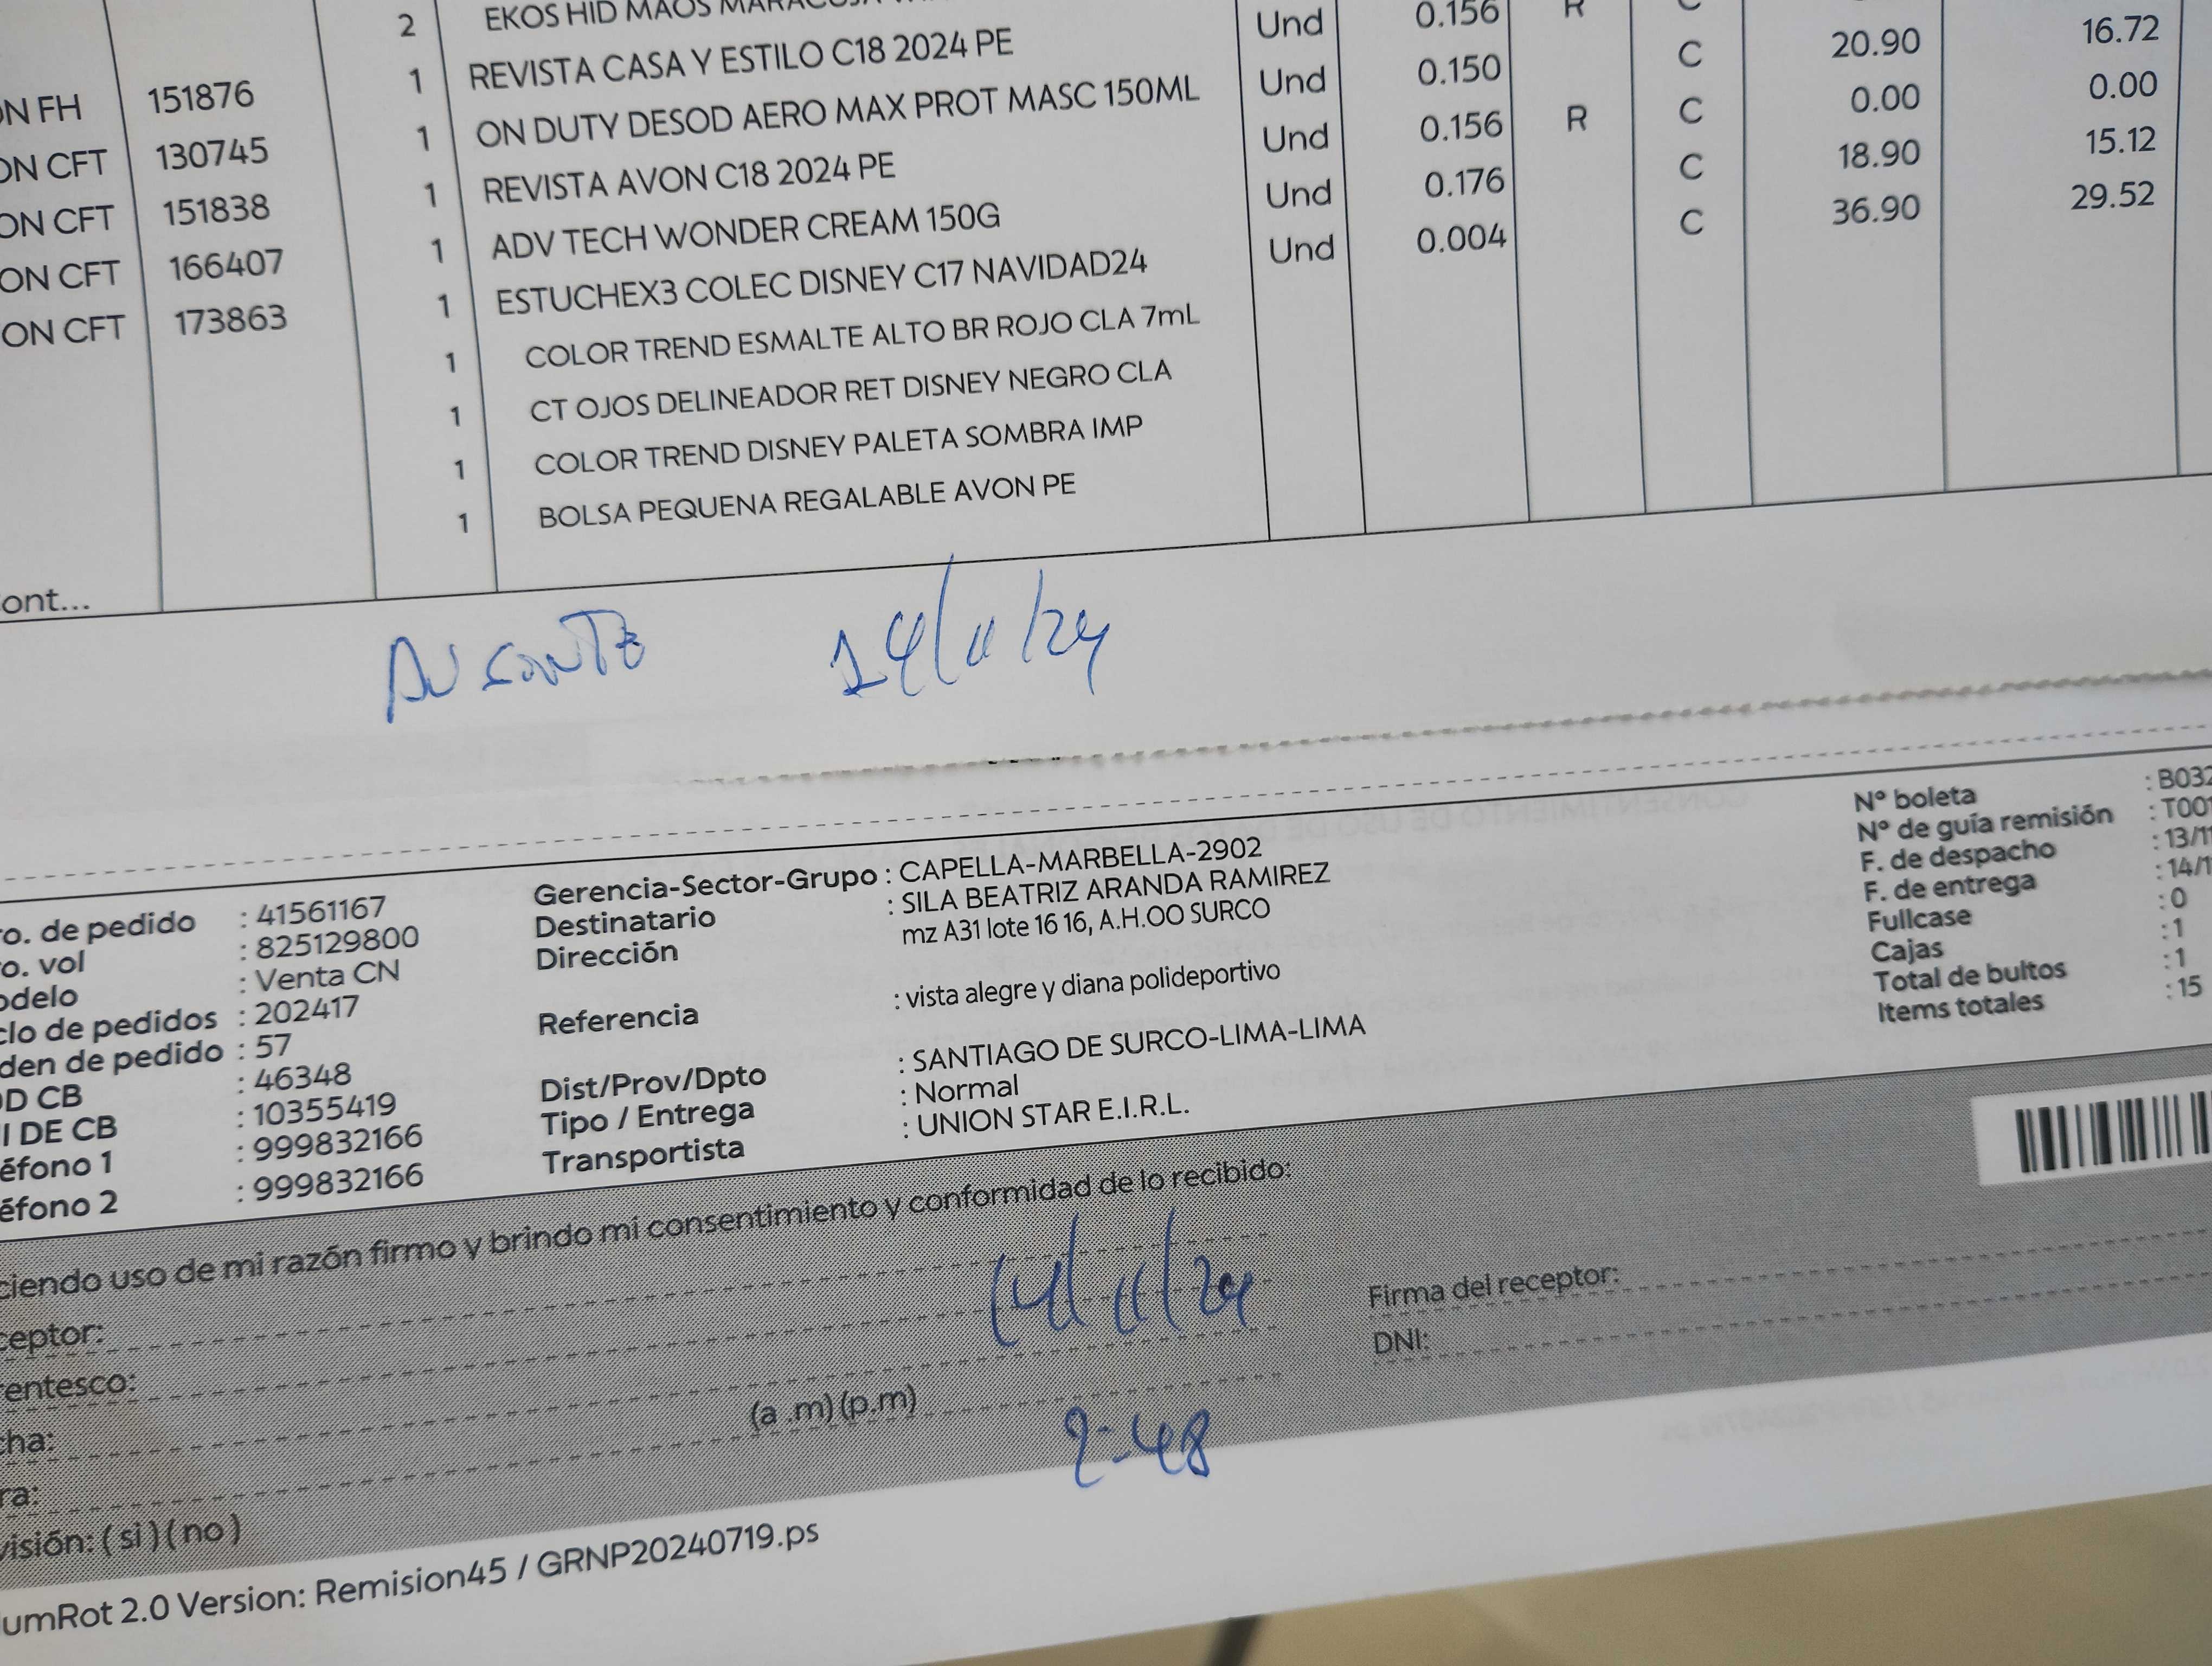 2 EKOS HID MAOS MARACUJA
1 REVISTA CASA Y ESTILO C18 2024 PE Und 0.156 R C
N FH 151876 1 ON DUTY DESOD AERO MAX PROT MASC 150ML Und 0.150 C 20.90 16.72
ON CFT 130745 1 REVISTA AVON C18 2024 PE Und 0.156 R C 0.00 0.00
ON CFT 151838 1 ADV TECH WONDER CREAM 150G Und 0.176 C 18.90 15.12
ON CFT 166407 1 ESTUCHEX3 COLEC DISNEY C17 NAVIDAD24 Und 0.004 C 36.90 29.52
ON CFT 173863 1 COLOR TREND ESMALTE ALTO BR ROJO CLA 7mL
1 CT OJOS DELINEADOR RET DISNEY NEGRO CLA
1 COLOR TREND DISNEY PALETA SOMBRA IMP
1 BOLSA PEQUENA REGALABLE AVON PE
ont...
AUSENTE 14/11/24
o. de pedido : 41561167
o. vol : 825129800
odelo : Venta CN
clo de pedidos : 202417
den de pedido : 57
D CB : 46348
I DE CB : 10355419
éfono 1 : 999832166
éfono 2 : 999832166
Gerencia-Sector-Grupo : CAPELLA-MARBELLA-2902
Destinatario : SILA BEATRIZ ARANDA RAMIREZ
Dirección mz A31 lote 16 16, A.H.OO SURCO
Referencia : vista alegre y diana polideportivo
Dist/Prov/Dpto : SANTIAGO DE SURCO-LIMA-LIMA
Tipo / Entrega : Normal
Transportista : UNION STAR E.I.R.L.
N° boleta : B032
N° de guía remisión : T001
F. de despacho : 13/11
F. de entrega : 14/1
Fullcase : 0
Cajas : 1
Total de bultos : 1
Items totales : 15
ciendo uso de mi razón firmo y brindo mi consentimiento y conformidad de lo recibido:
ceptor:
entesco:
14/11/24
cha:
(a .m) (p.m)
2:48
ra:
visión: ( si ) ( no )
Firma del receptor:
DNI:
umRot 2.0 Version: Remision45 / GRNP20240719.ps